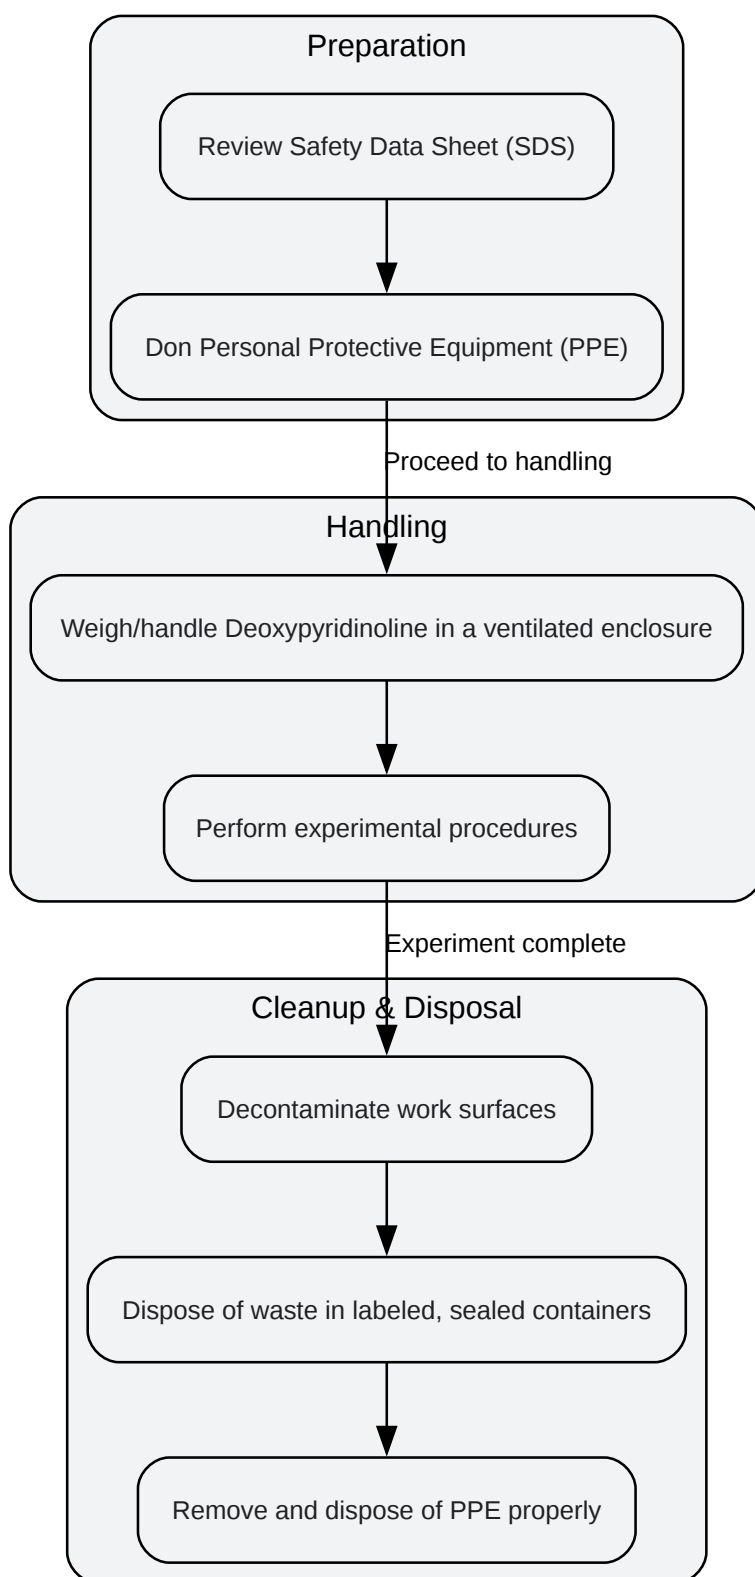 Preparation
Review Safety Data Sheet (SDS)
Don Personal Protective Equipment (PPE)
Proceed to handling
Handling
Weigh/handle Deoxypyridinoline in a ventilated enclosure
Perform experimental procedures
Experiment complete
Cleanup & Disposal
Decontaminate work surfaces
Dispose of waste in labeled, sealed containers
Remove and dispose of PPE properly